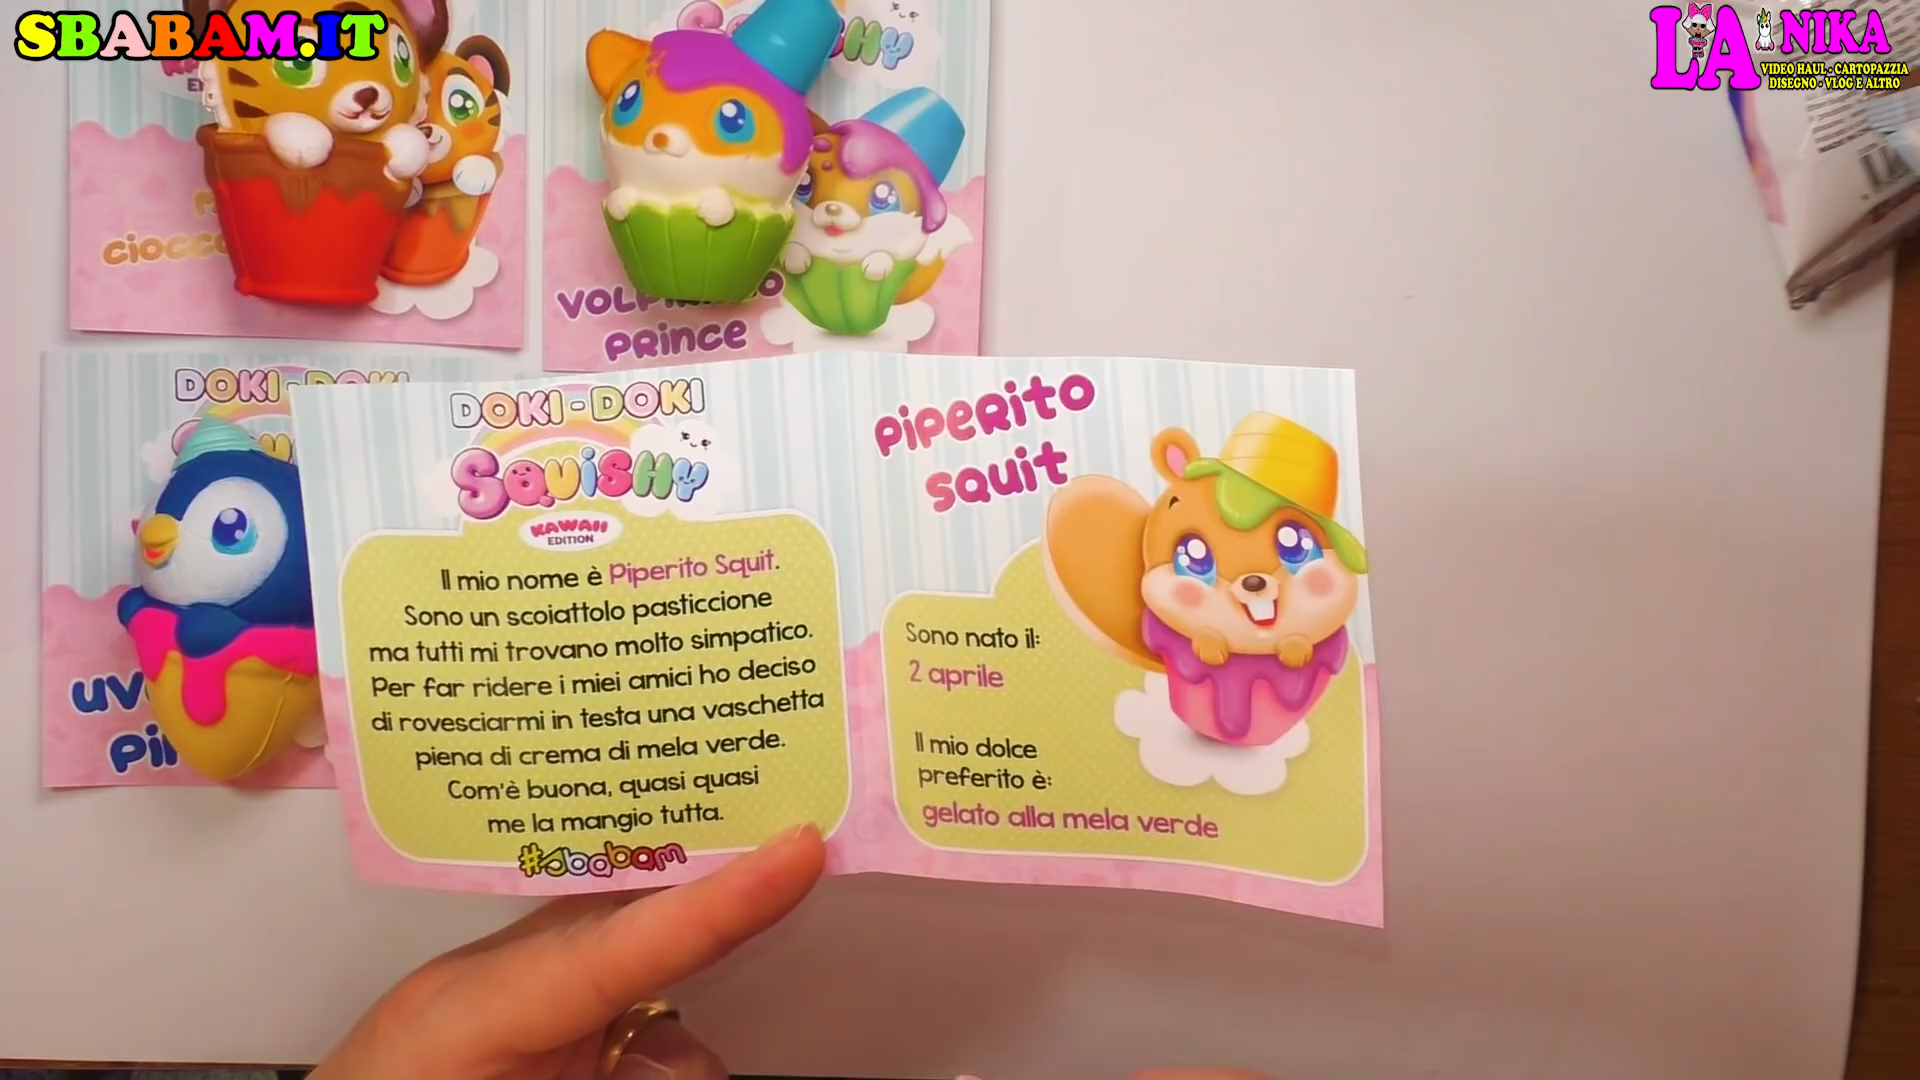 SBABAM.IT
LA NIKA
VIDEO HAUL - CARTOPAZZIA
DISEGNO - VLOG E ALTRO
PRINCE
DOKI-DOKI
DOKI-DOKI
SQUISHY
KAWAII
EDITION
Il mio nome è Piperito Squit.
Sono un scoiattolo pasticcione
ma tutti mi trovano molto simpatico.
Per far ridere i miei amici ho deciso
di rovesciarmi in testa una vaschetta
piena di crema di mela verde.
Com'è buona, quasi quasi
me la mangio tutta.
#sbabam
Piperito
Squit
Sono nato il:
2 aprile
Il mio dolce
preferito è:
gelato alla mela verde